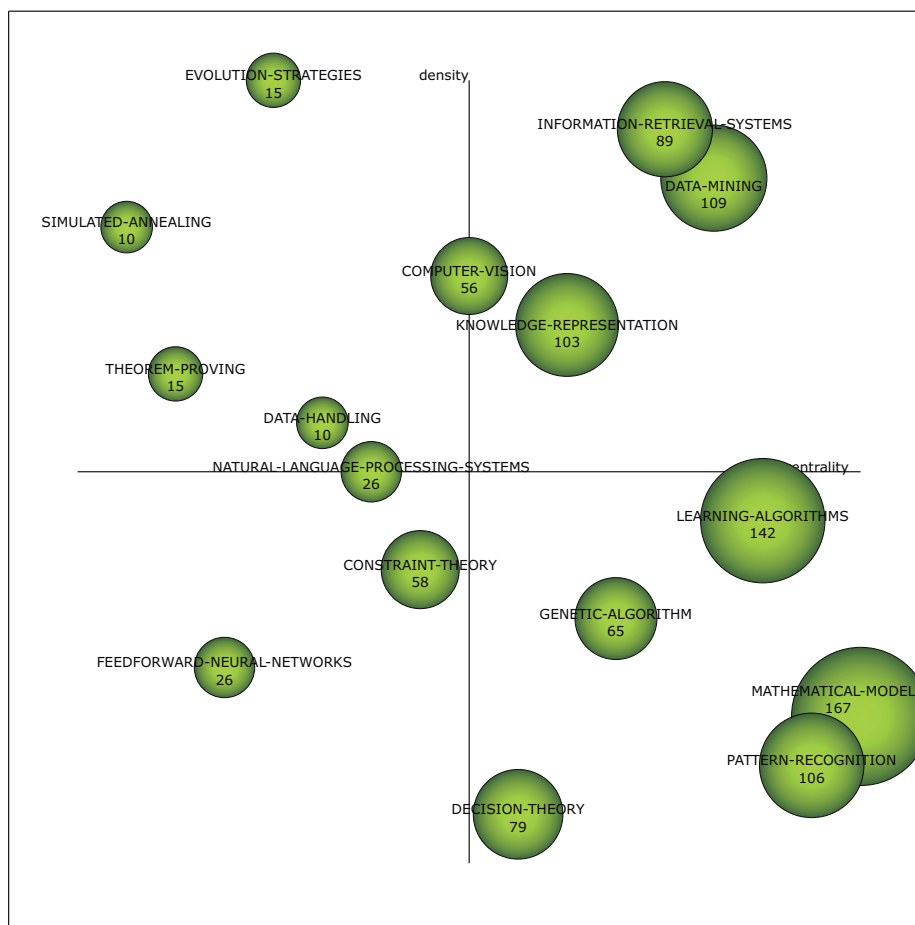 EVOLUTION-STRATEGIES
15
density
INFORMATION-RETRIEVAL-SYSTEMS
89
DATA-MINING
109
SIMULATED-ANNEALING
10
COMPUTER-VISION
56
KNOWLEDGE-REPRESENTATION
103
THEOREM-PROVING
15
DATA-HANDLING
10
NATURAL-LANGUAGE-PROCESSING-SYSTEMS
26
entrality
LEARNING-ALGORITHMS
142
CONSTRAINT-THEORY
58
GENETIC-ALGORITHM
65
FEEDFORWARD-NEURAL-NETWORKS
26
MATHEMATICAL-MODEL
167
PATTERN-RECOGNITION
106
DECISION-THEORY
79